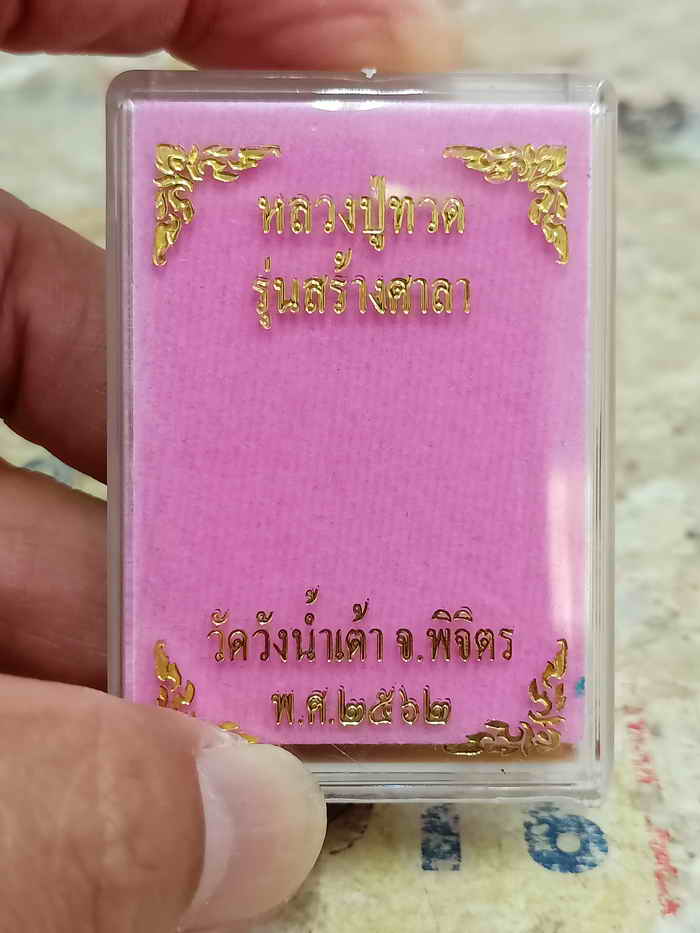 หลวงปู่ทวด
รุ่นสร้างศาลา
วัดวังน้ำเต้า จ.พิจิตร
พ.ศ.๒๕๖๒